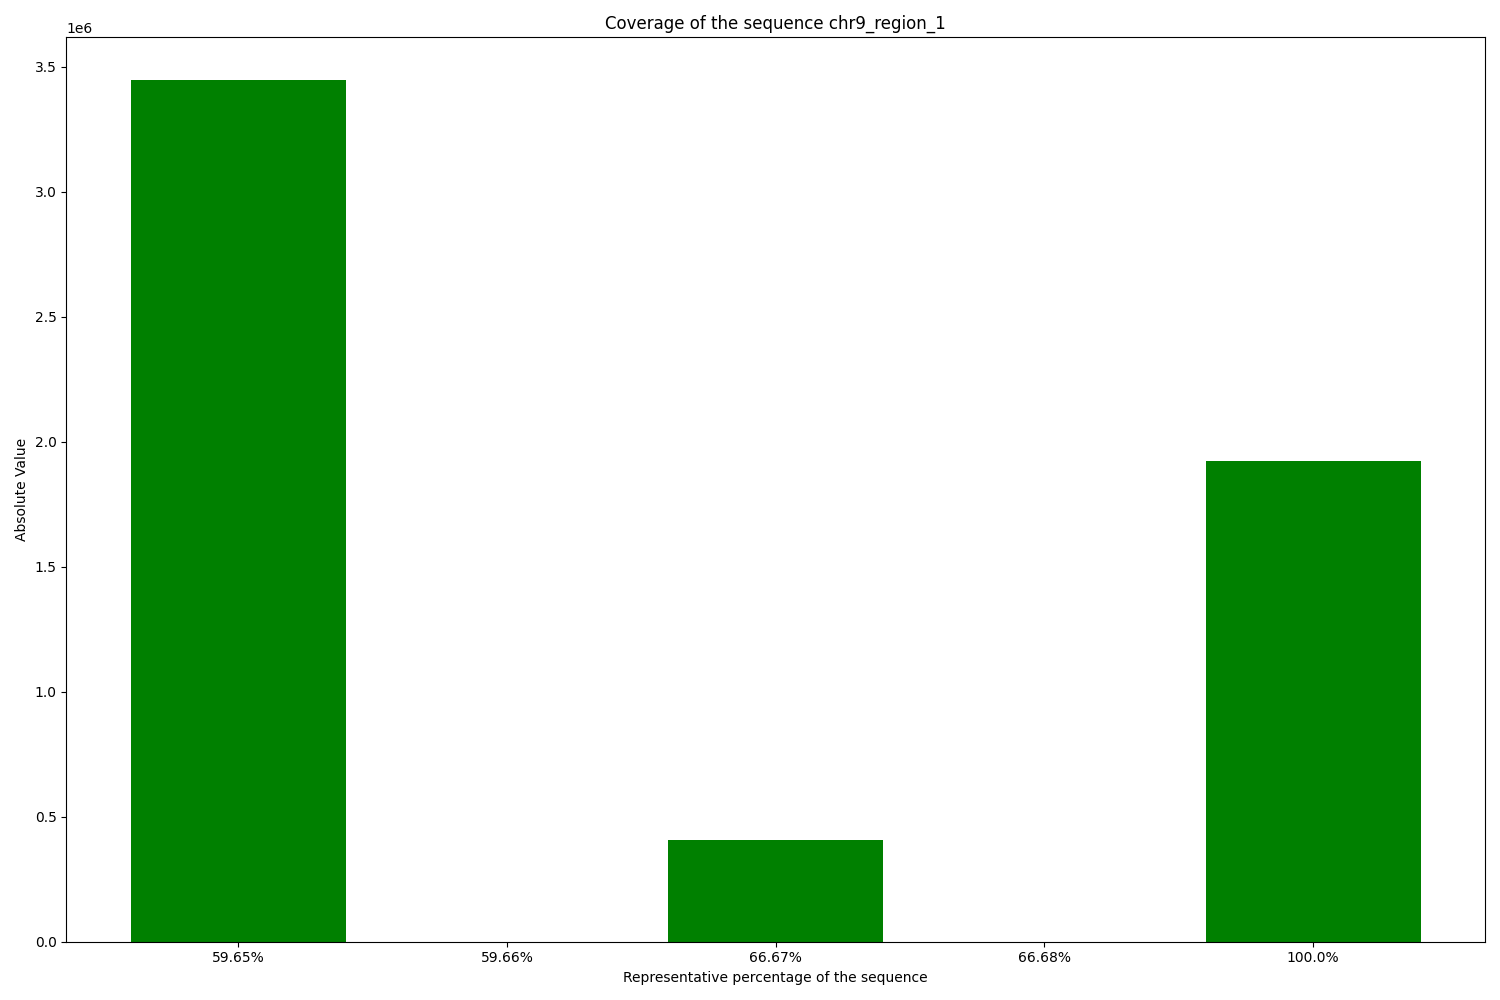 Coverage of the sequence chr9_region_1
1e6
3.5
3.0
2.5
2.0
1.5
1.0
0.5
0.0
Absolute Value
59.65% 59.66% 66.67% 66.68% 100.0%
Representative percentage of the sequence